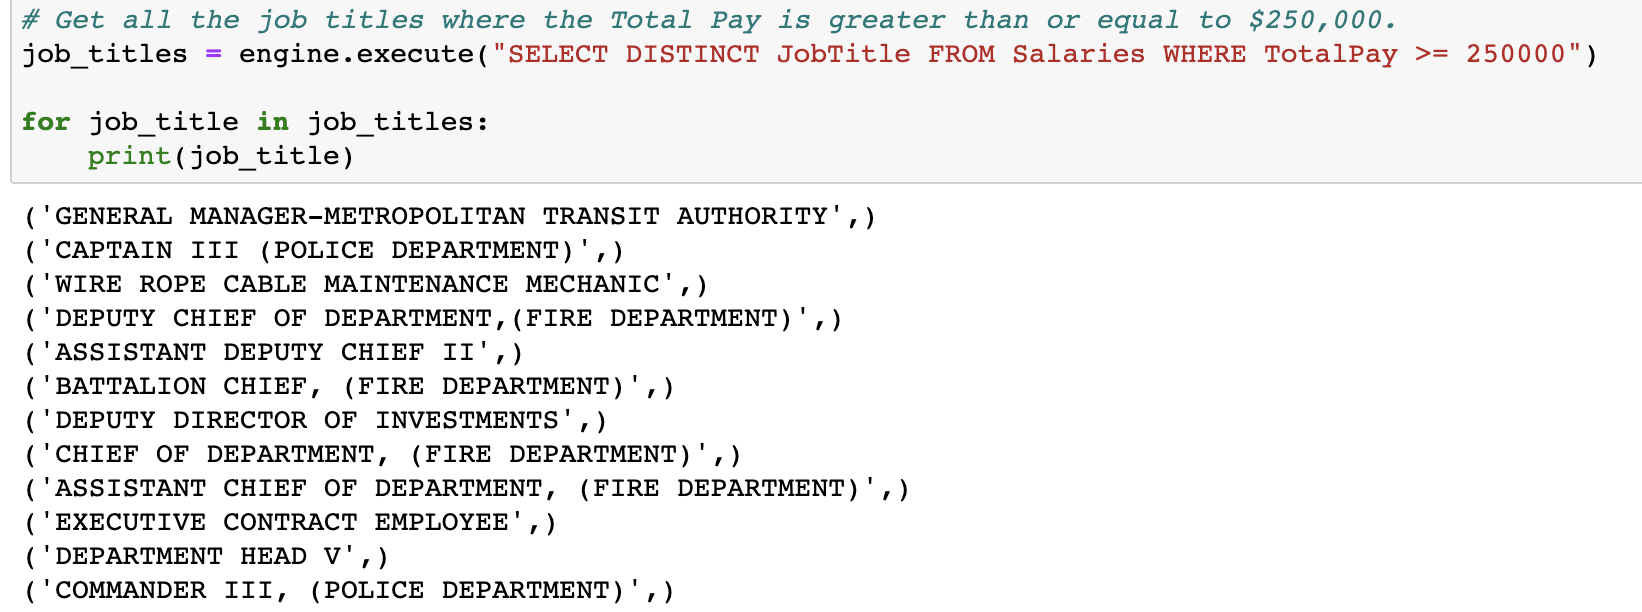 # Get all the job titles where the Total Pay is greater than or equal to $250,000.
job_titles = engine.execute("SELECT DISTINCT JobTitle FROM Salaries WHERE TotalPay >= 250000")
for job_title in job_titles:
    print(job_title)
('GENERAL MANAGER-METROPOLITAN TRANSIT AUTHORITY',)
('CAPTAIN III (POLICE DEPARTMENT)',)
('WIRE ROPE CABLE MAINTENANCE MECHANIC',)
('DEPUTY CHIEF OF DEPARTMENT,(FIRE DEPARTMENT)',)
('ASSISTANT DEPUTY CHIEF II',)
('BATTALION CHIEF, (FIRE DEPARTMENT)',)
('DEPUTY DIRECTOR OF INVESTMENTS',)
('CHIEF OF DEPARTMENT, (FIRE DEPARTMENT)',)
('ASSISTANT CHIEF OF DEPARTMENT, (FIRE DEPARTMENT)',)
('EXECUTIVE CONTRACT EMPLOYEE',)
('DEPARTMENT HEAD V',)
('COMMANDER III, (POLICE DEPARTMENT)',)